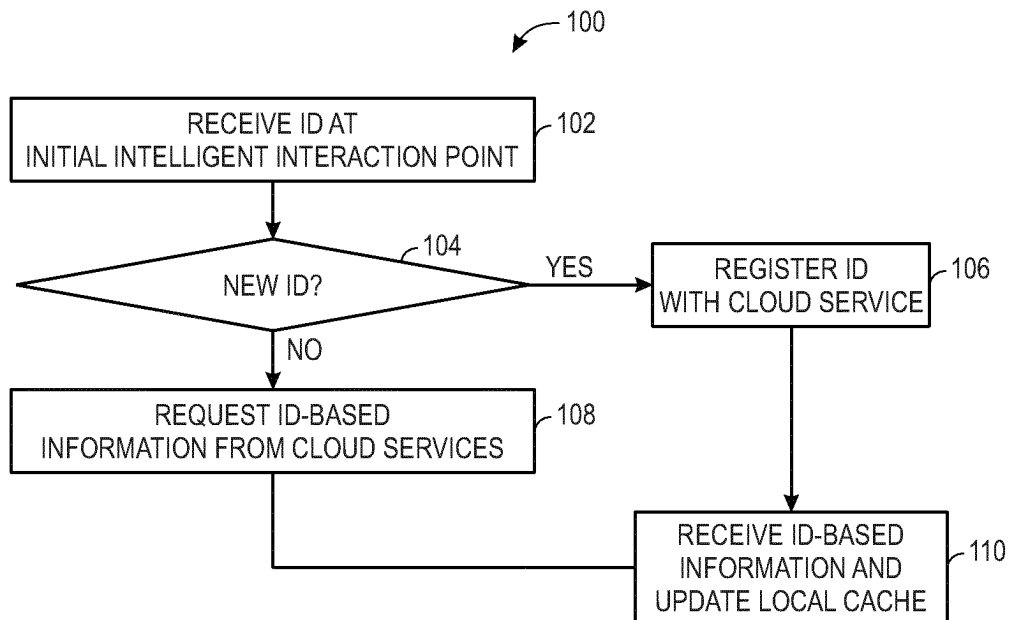 100
RECEIVE ID AT
INITIAL INTELLIGENT INTERACTION POINT
102
104
NEW ID?
YES
REGISTER ID
WITH CLOUD SERVICE
106
NO
REQUEST ID-BASED
INFORMATION FROM CLOUD SERVICES
108
RECEIVE ID-BASED
INFORMATION AND
UPDATE LOCAL CACHE
110